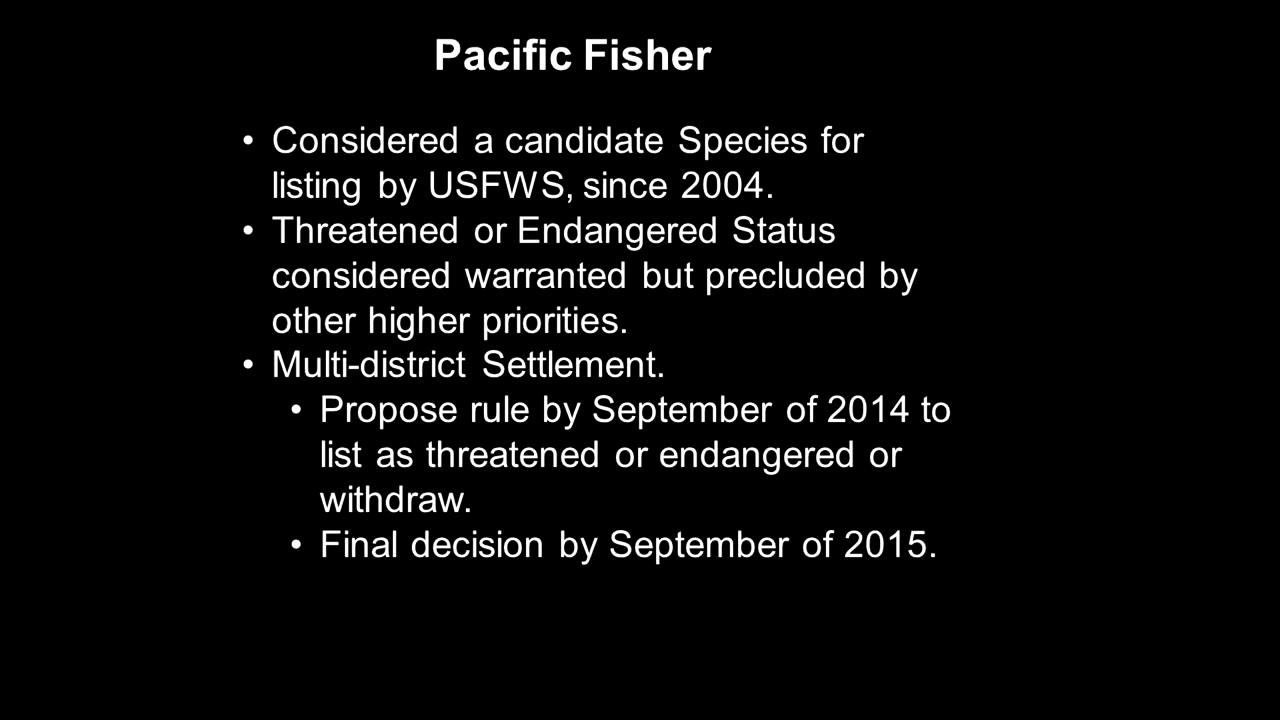 Pacific Fisher
• Considered a candidate Species for
listing by USFWS, since 2004.
• Threatened or Endangered Status
considered warranted but precluded by
other higher priorities.
• Multi-district Settlement.
• Propose rule by September of 2014 to
list as threatened or endangered or
withdraw.
• Final decision by September of 2015.